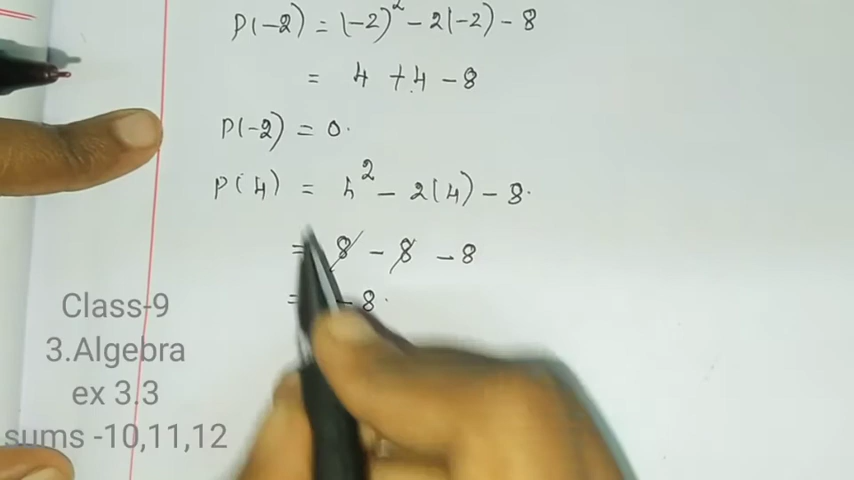 P(-2) = (-2)² - 2(-2) - 8
= 4 + 4 - 8
P(-2) = 0.
P(4) = 4² - 2(4) - 8.
= 8 - 8 - 8
= - 8.
Class-9
3.Algebra
ex 3.3
sums -10,11,12